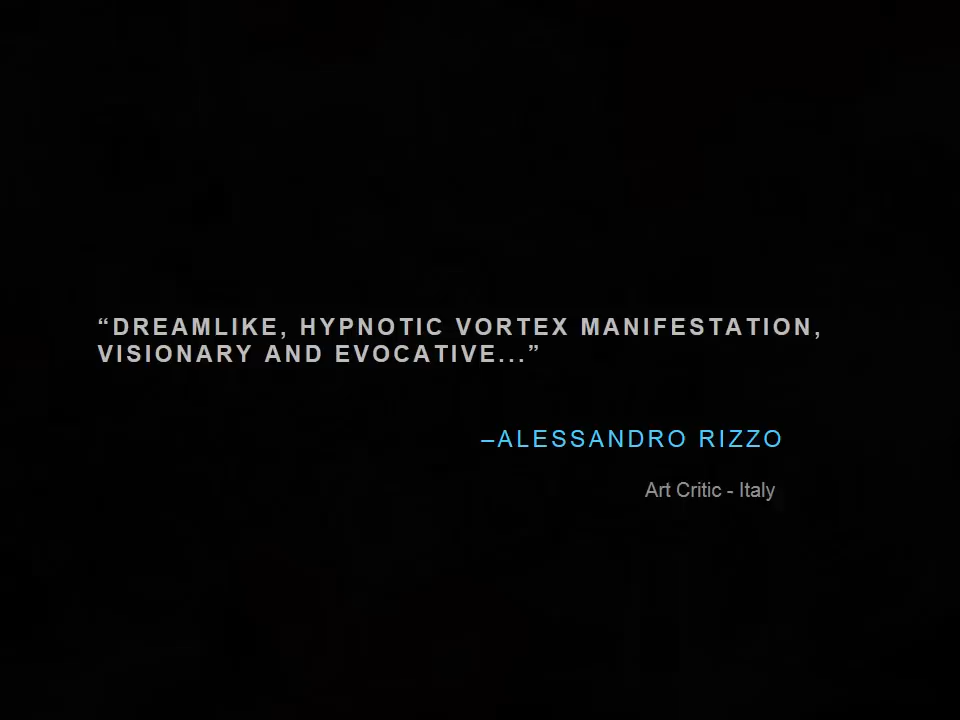 “DREAMLIKE, HYPNOTIC VORTEX MANIFESTATION,
VISIONARY AND EVOCATIVE...”
–ALESSANDRO RIZZO
Art Critic - Italy